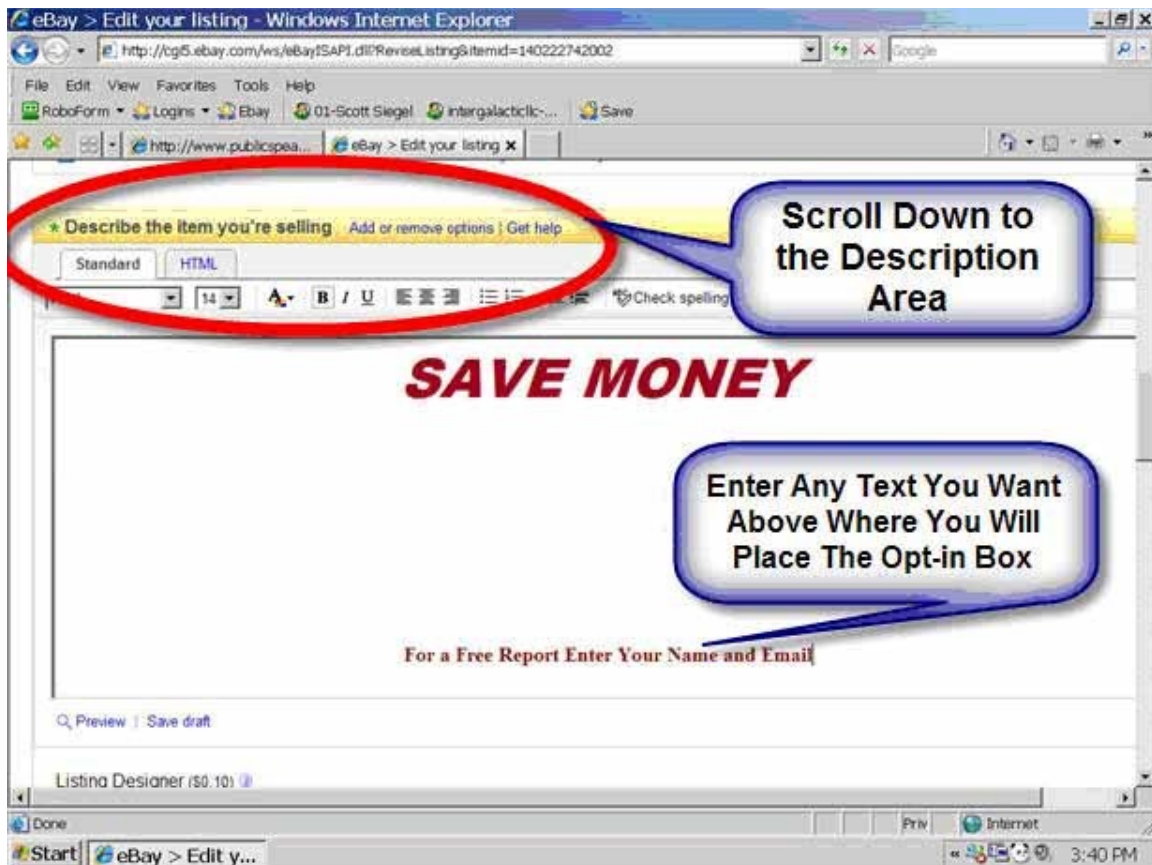 eBay > Edit your listing - Windows Internet Explorer
http://cgi5.ebay.com/ws/eBayISAPI.dll?ReviseListing&itemid=140222742002
Google
File Edit View Favorites Tools Help
RoboForm Logins Ebay 01-Scott Siegel intergalacticllc-... Save
http://www.publicspea... eBay > Edit your listing
* Describe the item you're selling Add or remove options | Get help
Scroll Down to
the Description
Area
Standard HTML
14 A B I U Check spelling
SAVE MONEY
Enter Any Text You Want
Above Where You Will
Place The Opt-in Box
For a Free Report Enter Your Name and Email
Preview | Save draft
Listing Designer ($0.10)
Done Priv Internet
Start eBay > Edit y... 3:40 PM